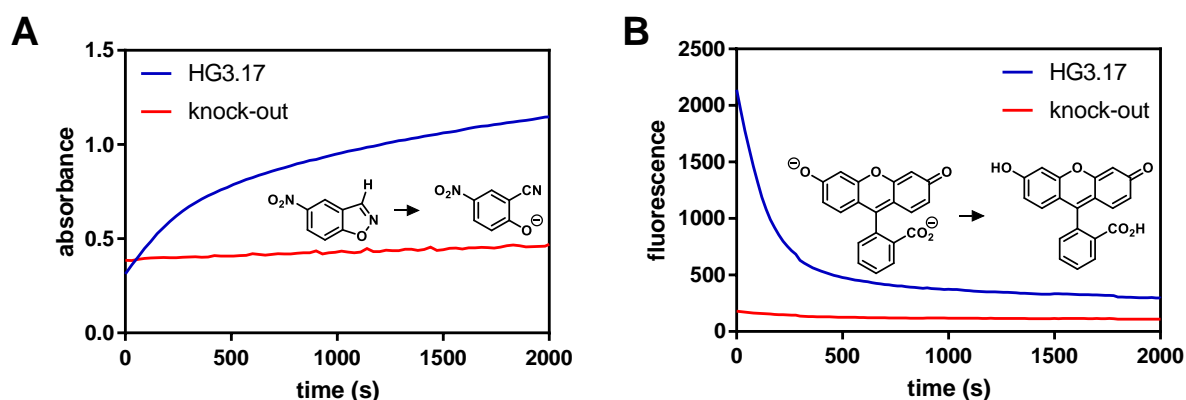 A
absorbance
1.5
1.0
0.5
0.0
HG3.17
knock-out
O₂N
H
N
O
O₂N
CN
O
⊖
0
500
1000
1500
2000
time (s)
B
fluorescence
2500
2000
1500
1000
500
0
HG3.17
knock-out
⊖
O
O
O
CO₂
⊖
HO
O
O
CO₂H
0
500
1000
1500
2000
time (s)